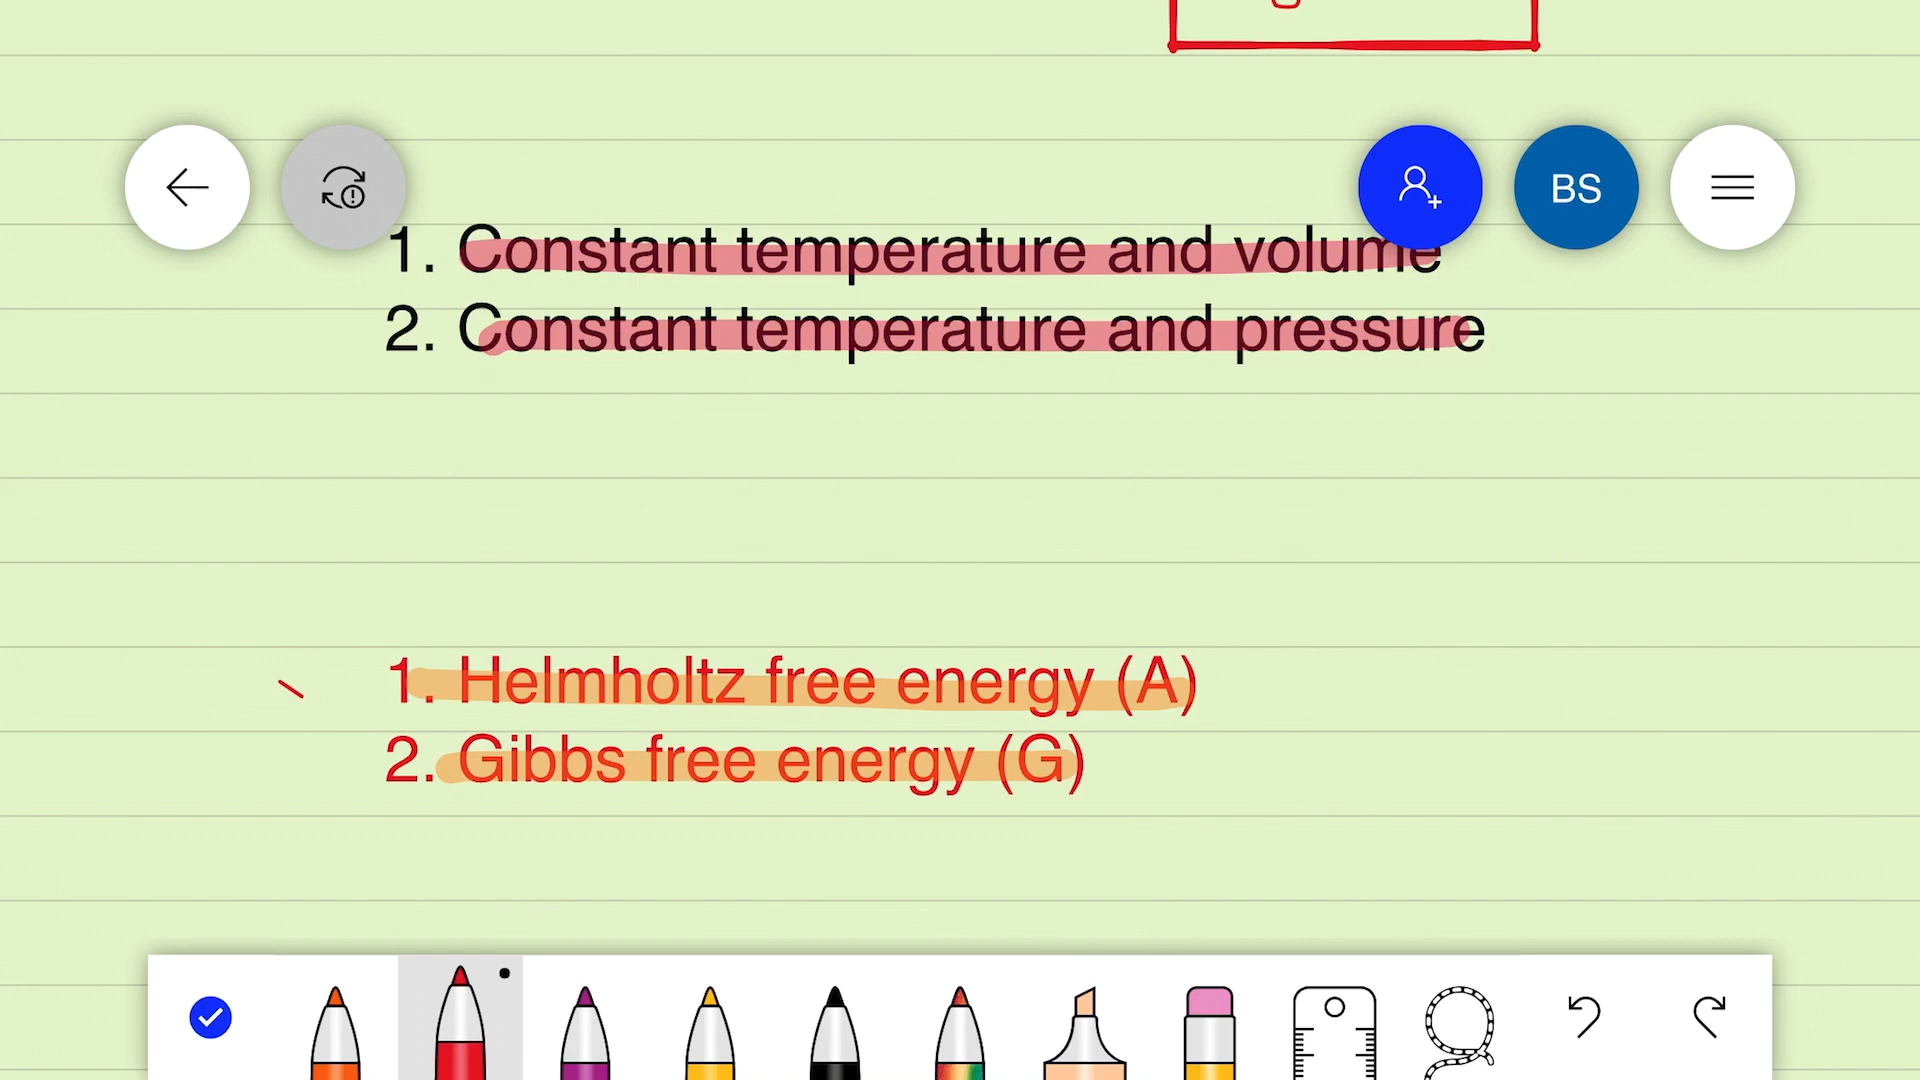 BS
1. Constant temperature and volume
2. Constant temperature and pressure
1. Helmholtz free energy (A)
2. Gibbs free energy (G)